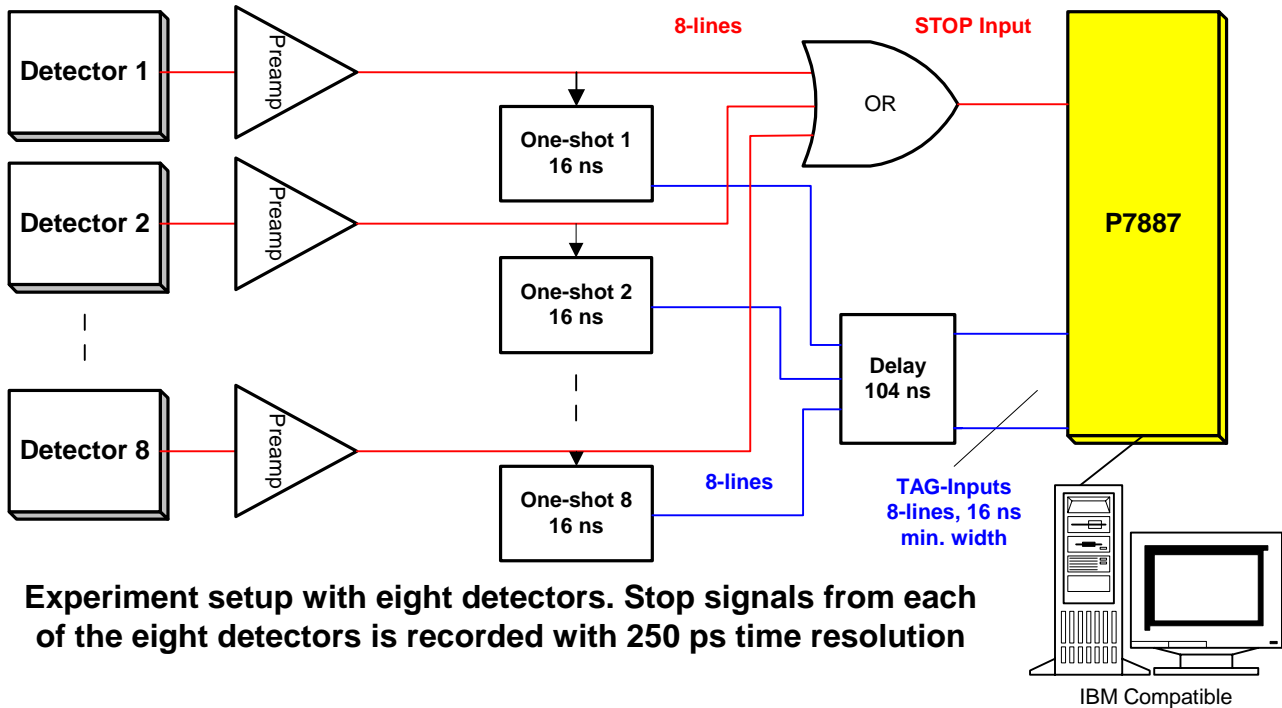 8-lines
STOP Input
Detector 1
Preamp
OR
One-shot 1
16 ns
Detector 2
Preamp
P7887
One-shot 2
16 ns
Delay
104 ns
Detector 8
Preamp
One-shot 8
16 ns
8-lines
TAG-Inputs
8-lines, 16 ns
min. width
Experiment setup with eight detectors. Stop signals from each
of the eight detectors is recorded with 250 ps time resolution
IBM Compatible